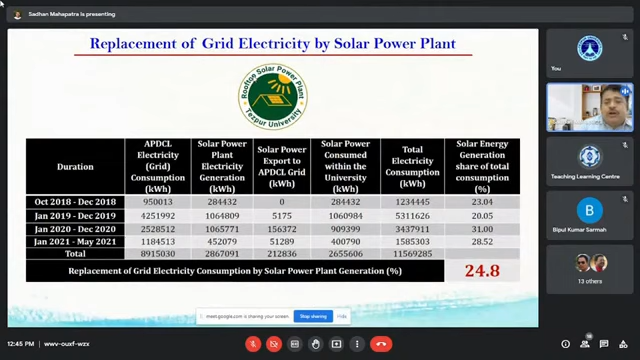 Sadhan Mahapatra is presenting
Replacement of Grid Electricity by Solar Power Plant
Rooftop Solar Power Plant
Tezpur University
Duration APDCL Electricity (Grid) Consumption (kWh) Solar Power Plant Electricity Generation (kWh) Solar Power Export to APDCL Grid (kWh) Solar Power Consumed within the University (kWh) Total Electricity Consumption (kWh) Solar Energy Generation share of total consumption (%)
Oct 2018 - Dec 2018 950013 284432 0 284432 1234445 23.04
Jan 2019 - Dec 2019 4251992 1064809 5175 1060984 5311626 20.05
Jan 2020 - Dec 2020 2528512 1065771 156372 909399 3437911 31.00
Jan 2021 - May 2021 1184513 452079 51289 400790 1585303 28.52
Total 8915030 2867091 212836 2655606 11569285
Replacement of Grid Electricity Consumption by Solar Power Plant Generation (%) 24.8
meet.google.com is sharing your screen. Stop sharing Hide
You
Teaching Learning Centre
B
Bipul Kumar Sarmah
13 others
12:45 PM wwv-ouxf-wzx